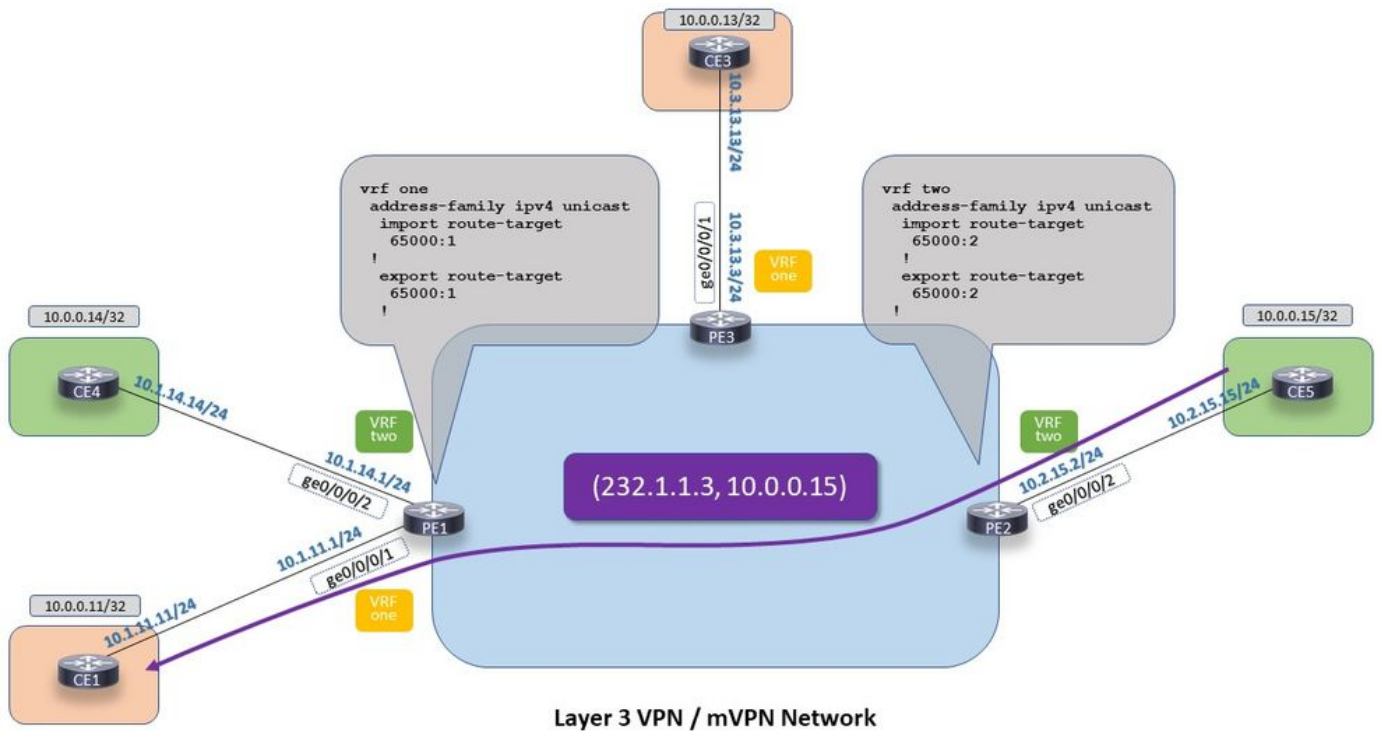 10.0.0.13/32
CE3
10.3.13.13/24
vrf one
address-family ipv4 unicast
import route-target
65000:1
!
export route-target
65000:1
!
ge0/0/0/1
10.3.13.3/24
VRF
one
PE3
vrf two
address-family ipv4 unicast
import route-target
65000:2
!
export route-target
65000:2
!
10.0.0.14/32
CE4
10.1.14.14/24
VRF
two
10.1.14.1/24
ge0/0/0/2
PE1
10.0.0.15/32
CE5
10.2.15.15/24
VRF
two
10.2.15.2/24
ge0/0/0/2
PE2
(232.1.1.3, 10.0.0.15)
10.1.11.1/24
ge0/0/0/1
VRF
one
10.0.0.11/32
10.1.11.11/24
CE1
Layer 3 VPN / mVPN Network